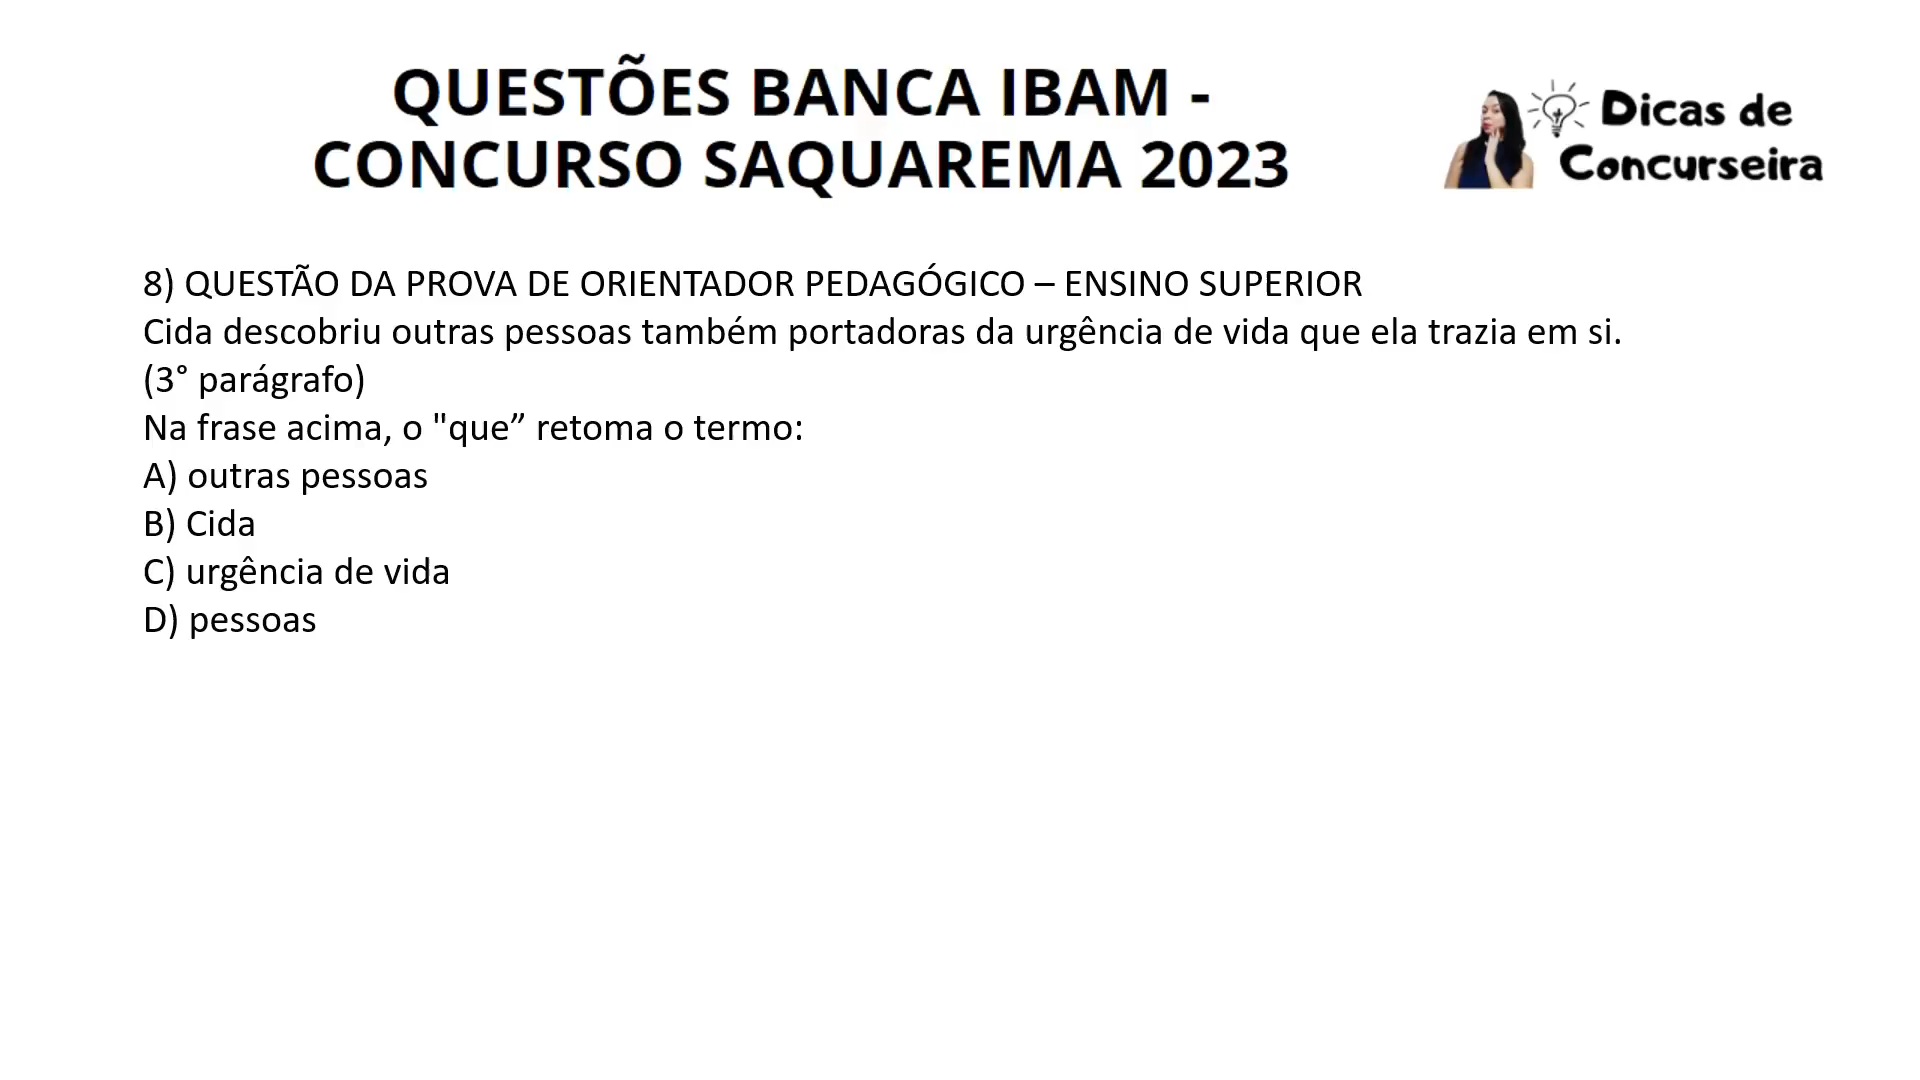 QUESTÕES BANCA IBAM -
CONCURSO SAQUAREMA 2023
Dicas de
Concurseira
8) QUESTÃO DA PROVA DE ORIENTADOR PEDAGÓGICO – ENSINO SUPERIOR
Cida descobriu outras pessoas também portadoras da urgência de vida que ela trazia em si.
(3° parágrafo)
Na frase acima, o "que” retoma o termo:
A) outras pessoas
B) Cida
C) urgência de vida
D) pessoas